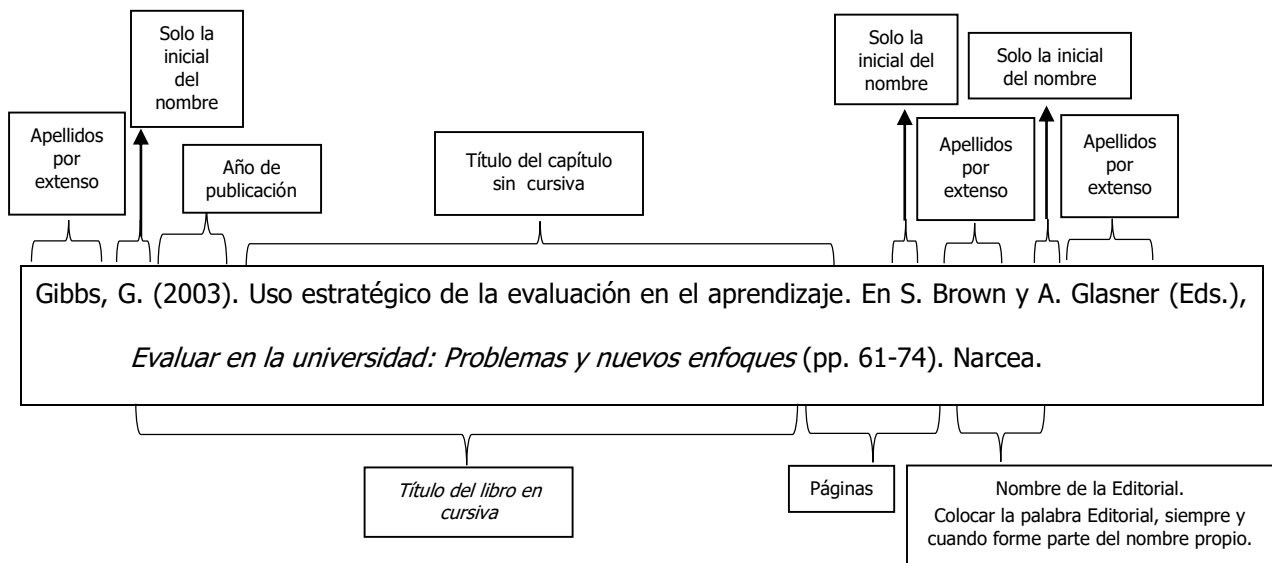 Solo la
inicial
del
nombre
Solo la
inicial del
nombre
Solo la inicial
del nombre
Apellidos
por
extenso
Año de
publicación
Título del capítulo
sin cursiva
Apellidos
por
extenso
Apellidos
por
extenso
Gibbs, G. (2003). Uso estratégico de la evaluación en el aprendizaje. En S. Brown y A. Glasner (Eds.),
Evaluar en la universidad: Problemas y nuevos enfoques (pp. 61-74). Narcea.
Título del libro en
cursiva
Páginas
Nombre de la Editorial.
Colocar la palabra Editorial, siempre y
cuando forme parte del nombre propio.